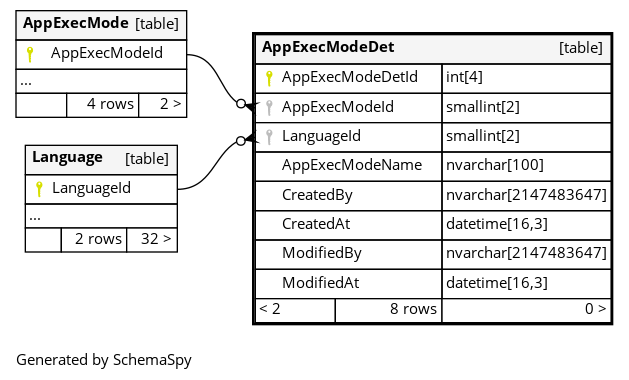 AppExecMode [table]
AppExecModeId
...
4 rows 2 >
Language [table]
LanguageId
...
2 rows 32 >
AppExecModeDet [table]
AppExecModeDetId int[4]
AppExecModeId smallint[2]
LanguageId smallint[2]
AppExecModeName nvarchar[100]
CreatedBy nvarchar[2147483647]
CreatedAt datetime[16,3]
ModifiedBy nvarchar[2147483647]
ModifiedAt datetime[16,3]
< 2 8 rows 0 >
Generated by SchemaSpy